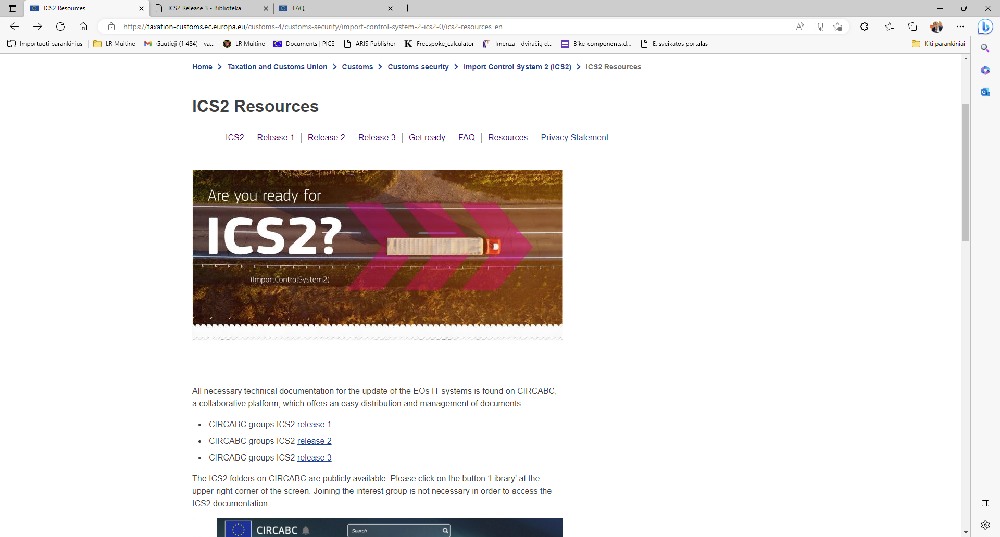 ICS2 Resources
ICS2 Release 3 - Biblioteka
FAQ
https://taxation-customs.ec.europa.eu/customs-4/customs-security/import-control-system-2-ics2-0/ics2-resources_en
Importuoti parankinius
LR Muitinė
Gautieji (1 484) - va...
LR Muitinė
Documents | PICS
ARIS Publisher
Freespoke_calculator
Imenza - dviračių d...
Bike-components.d...
E. sveikatos portalas
Kiti parankiniai
Home > Taxation and Customs Union > Customs > Customs security > Import Control System 2 (ICS2) > ICS2 Resources
ICS2 Resources
ICS2 | Release 1 | Release 2 | Release 3 | Get ready | FAQ | Resources | Privacy Statement
Are you ready for
ICS2?
(ImportControlSystem2)
All necessary technical documentation for the update of the EOs IT systems is found on CIRCABC,
a collaborative platform, which offers an easy distribution and management of documents.
• CIRCABC groups ICS2 release 1
• CIRCABC groups ICS2 release 2
• CIRCABC groups ICS2 release 3
The ICS2 folders on CIRCABC are publicly available. Please click on the button ‘Library’ at the
upper-right corner of the screen. Joining the interest group is not necessary in order to access the
ICS2 documentation.
CIRCABC
Search